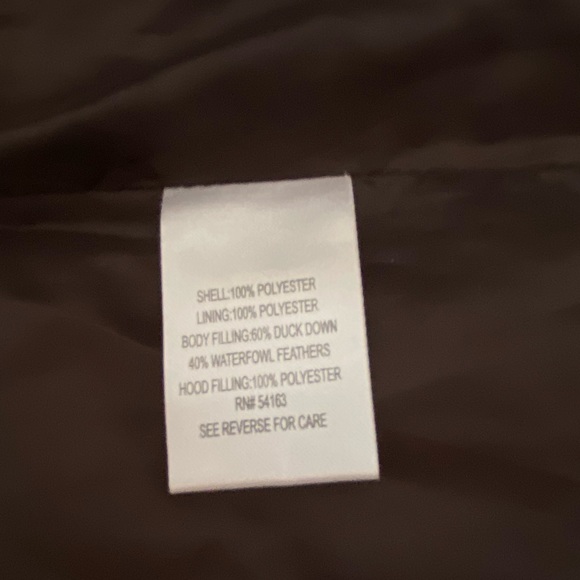 SHELL:100% POLYESTER
LINING:100% POLYESTER
BODY FILLING:60% DUCK DOWN
40% WATERFOWL FEATHERS
HOOD FILLING:100% POLYESTER
RN# 54163
SEE REVERSE FOR CARE